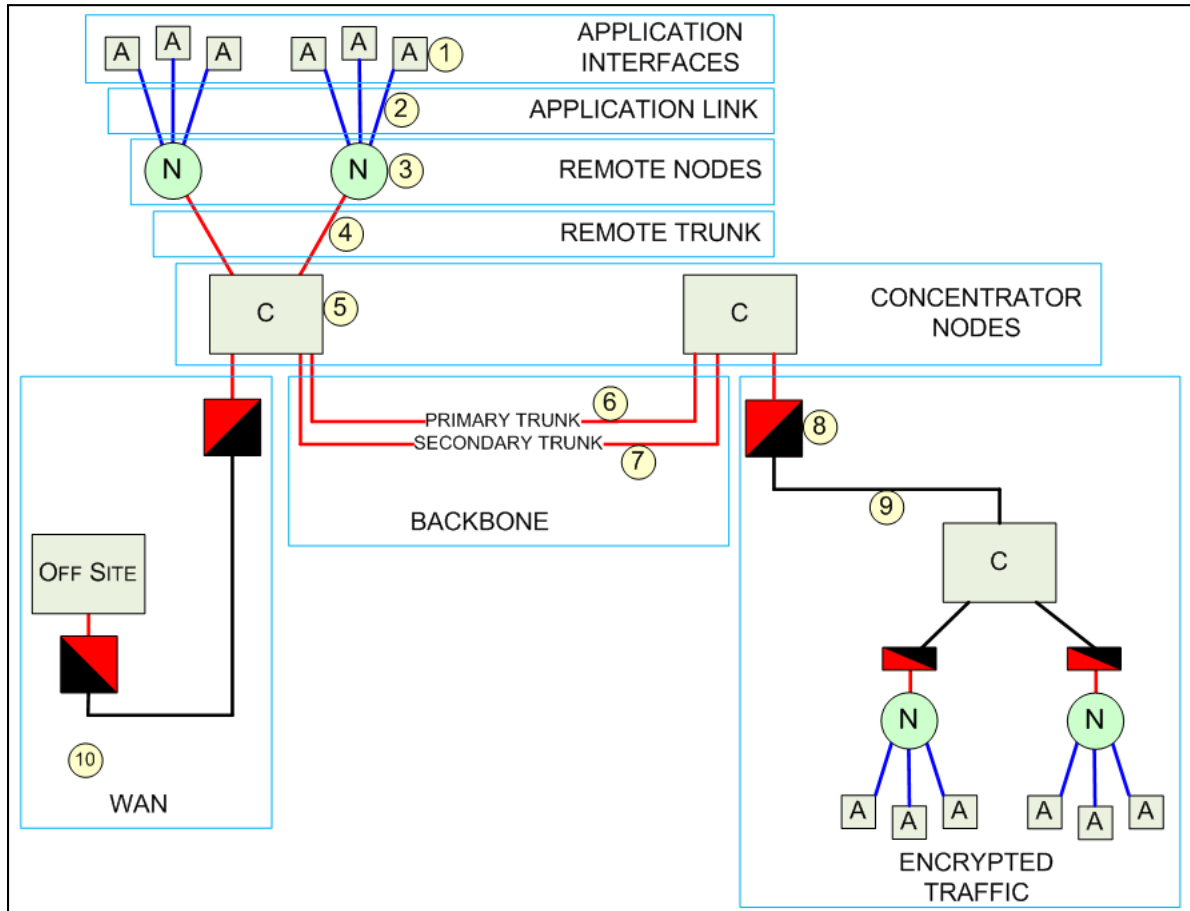 A A A A A A 1
APPLICATION
INTERFACES
2 APPLICATION LINK
N N 3 REMOTE NODES
4 REMOTE TRUNK
C 5 C CONCENTRATOR
NODES
PRIMARY TRUNK 6
SECONDARY TRUNK 7
BACKBONE
8
9
C
N N
A A A A A A
ENCRYPTED
TRAFFIC
OFF SITE
10
WAN